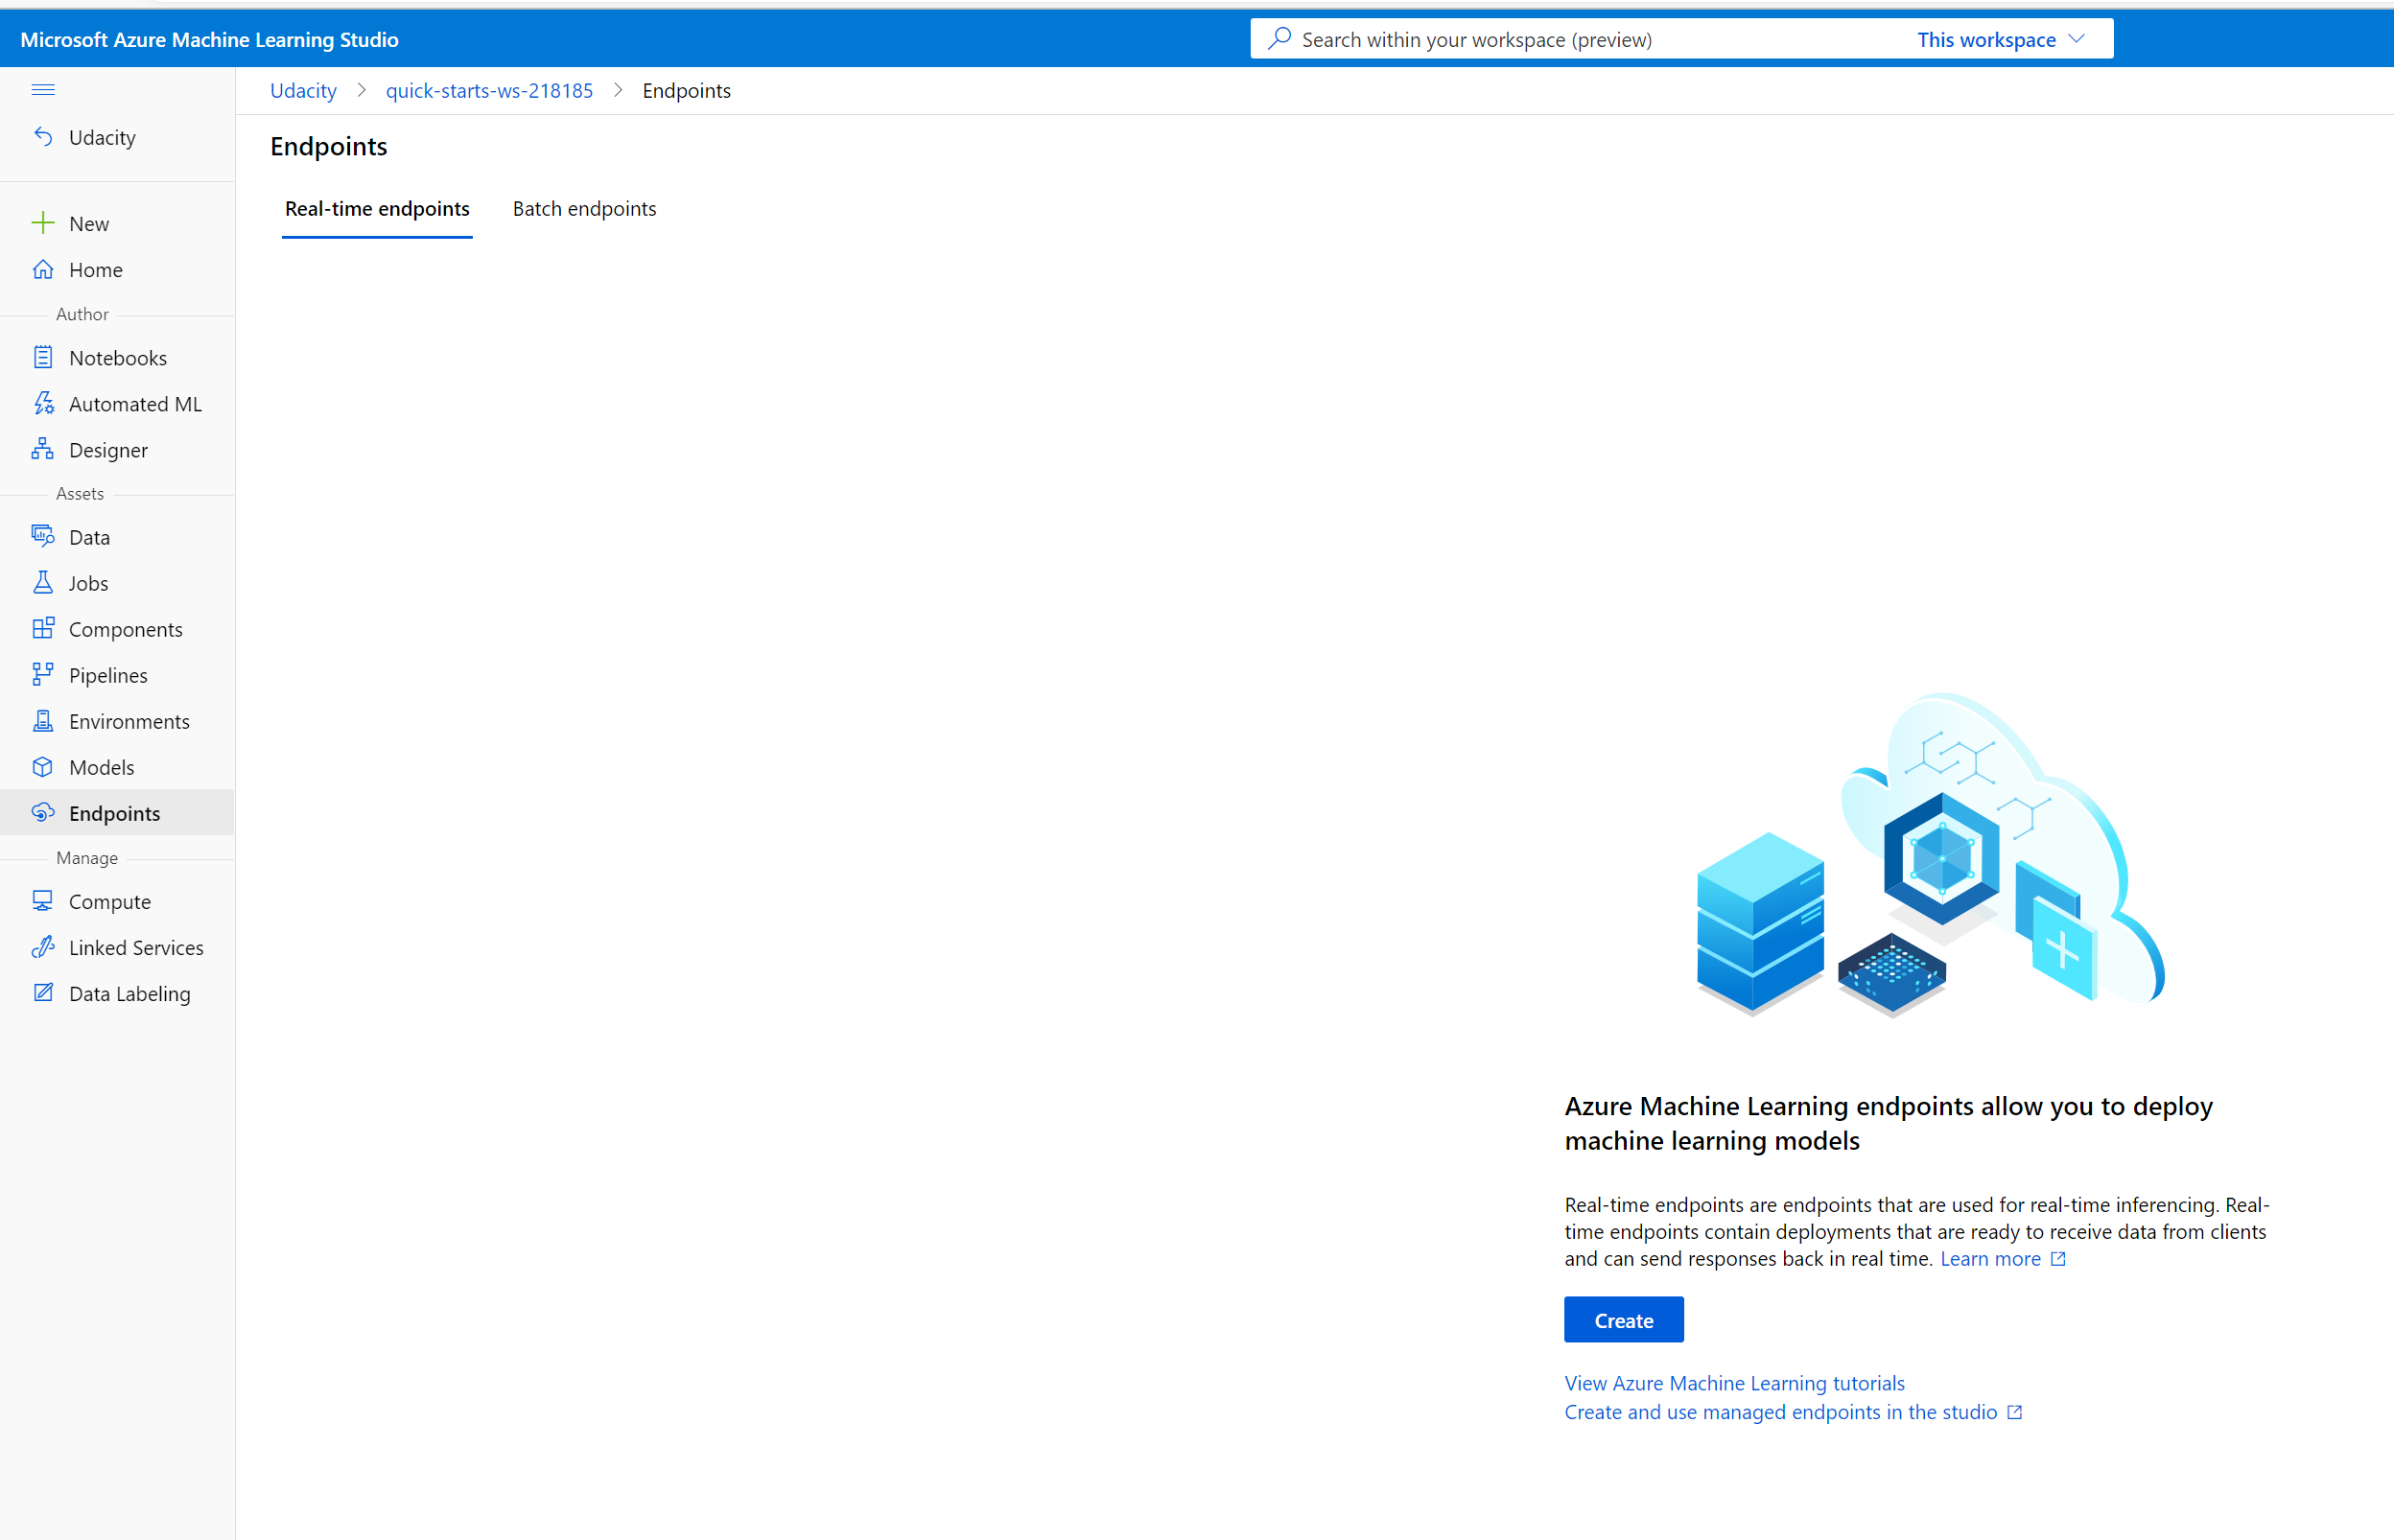 Microsoft Azure Machine Learning Studio
Search within your workspace (preview)
This workspace
Udacity
quick-starts-ws-218185
Endpoints
Udacity
Endpoints
Real-time endpoints
Batch endpoints
New
Home
Author
Notebooks
Automated ML
Designer
Assets
Data
Jobs
Components
Pipelines
Environments
Models
Endpoints
Manage
Compute
Linked Services
Data Labeling
Azure Machine Learning endpoints allow you to deploy
machine learning models
Real-time endpoints are endpoints that are used for real-time inferencing. Real-
time endpoints contain deployments that are ready to receive data from clients
and can send responses back in real time. Learn more
Create
View Azure Machine Learning tutorials
Create and use managed endpoints in the studio